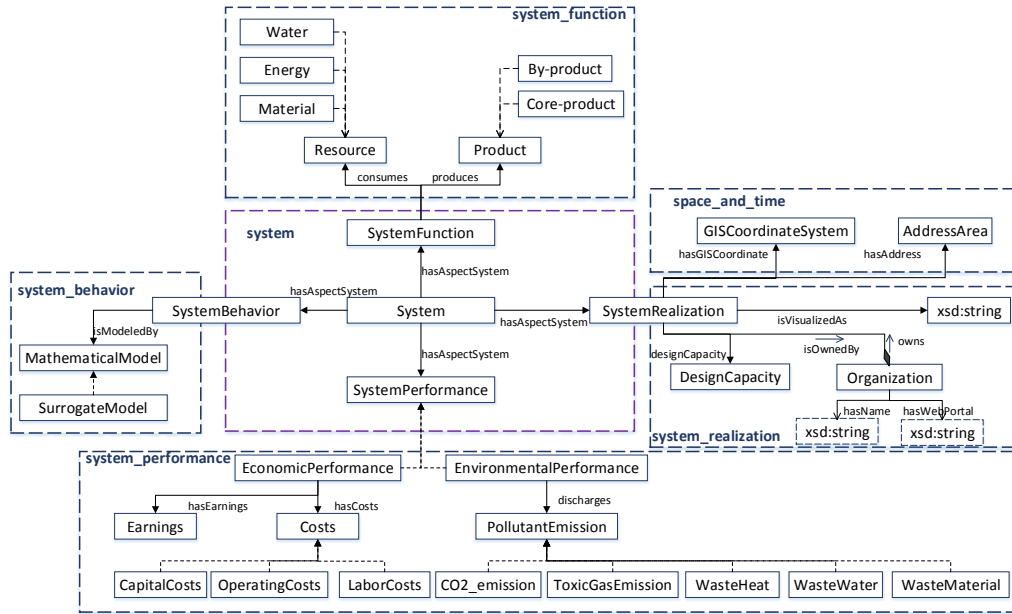 system_function
Water
Energy
By-product
Material
Core-product
Resource
Product
consumes
produces
system
SystemFunction
space_and_time
GISCoordinateSystem
AddressArea
hasGISCoordinate
hasAddress
hasAspectSystem
system_behavior
hasAspectSystem
SystemBehavior
System
hasAspectSystem
SystemRealization
isVisualizedAs
xsd:string
isModeledBy
MathematicalModel
hasAspectSystem
designCapacity
isOwnedBy
owns
SystemPerformance
DesignCapacity
Organization
SurrogateModel
hasName
hasWebPortal
xsd:string
xsd:string
system_realization
system_performance
EconomicPerformance
EnvironmentalPerformance
hasEarnings
hasCosts
discharges
Earnings
Costs
PollutantEmission
CapitalCosts
OperatingCosts
LaborCosts
CO2_emission
ToxicGasEmission
WasteHeat
WasteWater
WasteMaterial